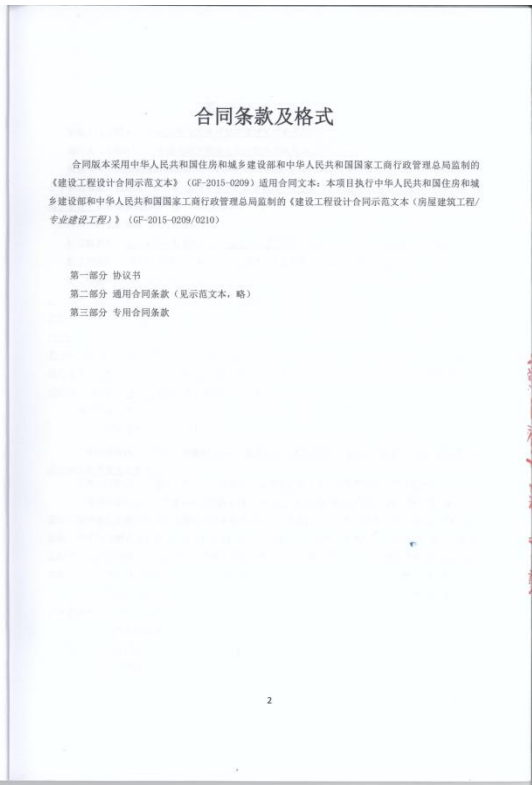 合同条款及格式
合同版本采用中华人民共和国住房和城乡建设部和中华人民共和国国家工商行政管理总局监制的
《建设工程设计合同示范文本》（GF-2015-0209）适用合同文本：本项目执行中华人民共和国住房和城
乡建设部和中华人民共和国国家工商行政管理总局监制的《建设工程设计合同示范文本（房屋建筑工程/
专业建设工程）》（GF-2015-0209/0210）
第一部分 协议书
第二部分 通用合同条款（见示范文本，略）
第三部分 专用合同条款
2